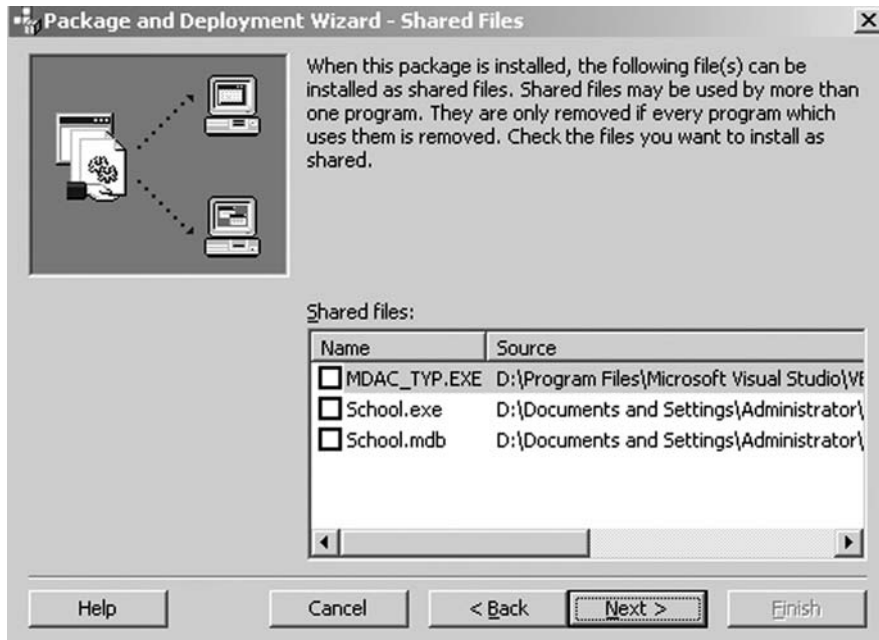 Package and Deployment Wizard - Shared Files
When this package is installed, the following file(s) can be
installed as shared files. Shared files may be used by more than
one program. They are only removed if every program which
uses them is removed. Check the files you want to install as
shared.
Shared files:
Name Source
MDAC_TYP.EXE D:\Program Files\Microsoft Visual Studio\VB
School.exe D:\Documents and Settings\Administrator\
School.mdb D:\Documents and Settings\Administrator\
Help Cancel < Back Next > Finish